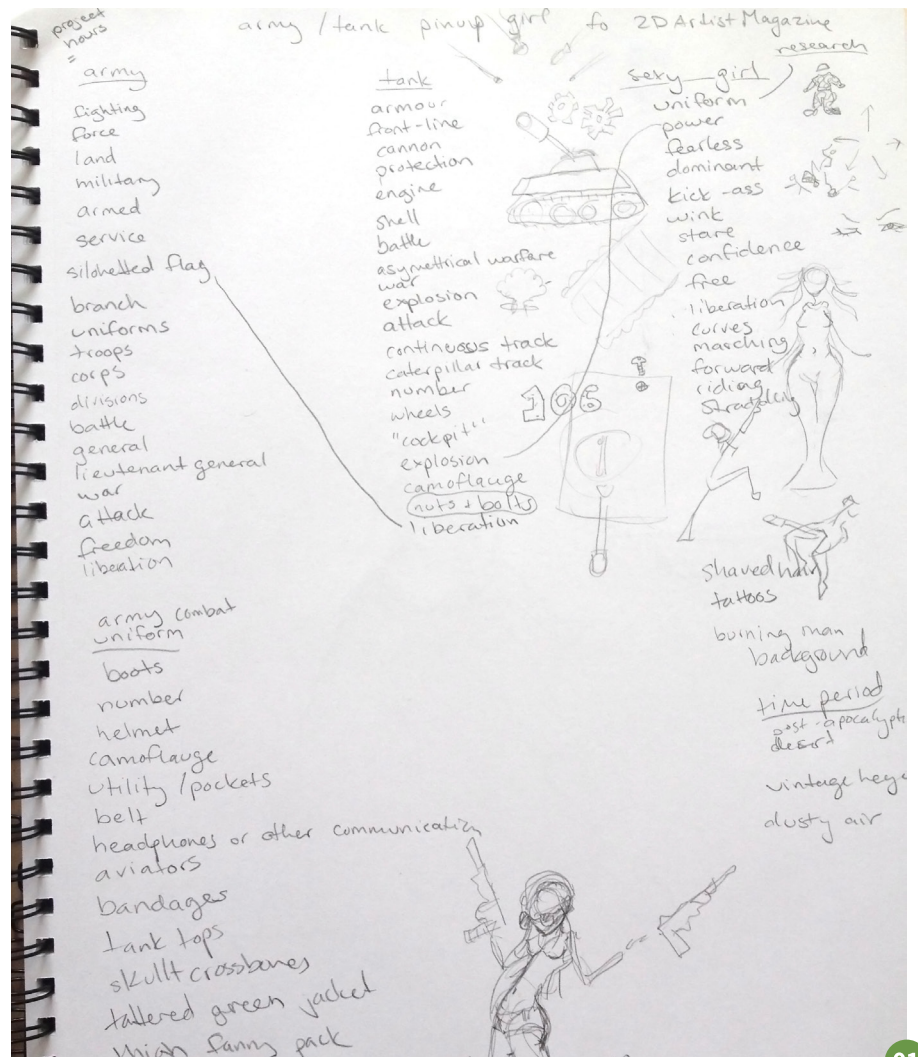 project
hours
=
army / tank pinup girl fo 2D Artist Magazine
research
army
fighting
force
land
military
armed
service
silohetted flag
branch
uniforms
troops
corps
divisions
battle
general
lieutenant general
war
attack
freedom
libeation
army combat
uniform
boots
number
helmet
camoflauge
utility / pockets
belt
headphones or other communication
aviators
bandages
tank tops
skull + crossbones
tattered green jacket
thigh fanny pack
tank
armour
front-line
cannon
protection
engine
shell
battle
asymettrical warfare
war
explosion
attack
continuous track
caterpillar track
number
wheels
"cockpit"
explosion
camoflauge
nuts + bolts
liberation
106
sexy girl
uniform
power
fearless
dominant
kick-ass
wink
stare
confidence
free
liberation
curves
marching
forward
riding
straddling
shaved hair
tattoos
burning man
background
time period
post-apocalyptic
desert
vintage
dusty air